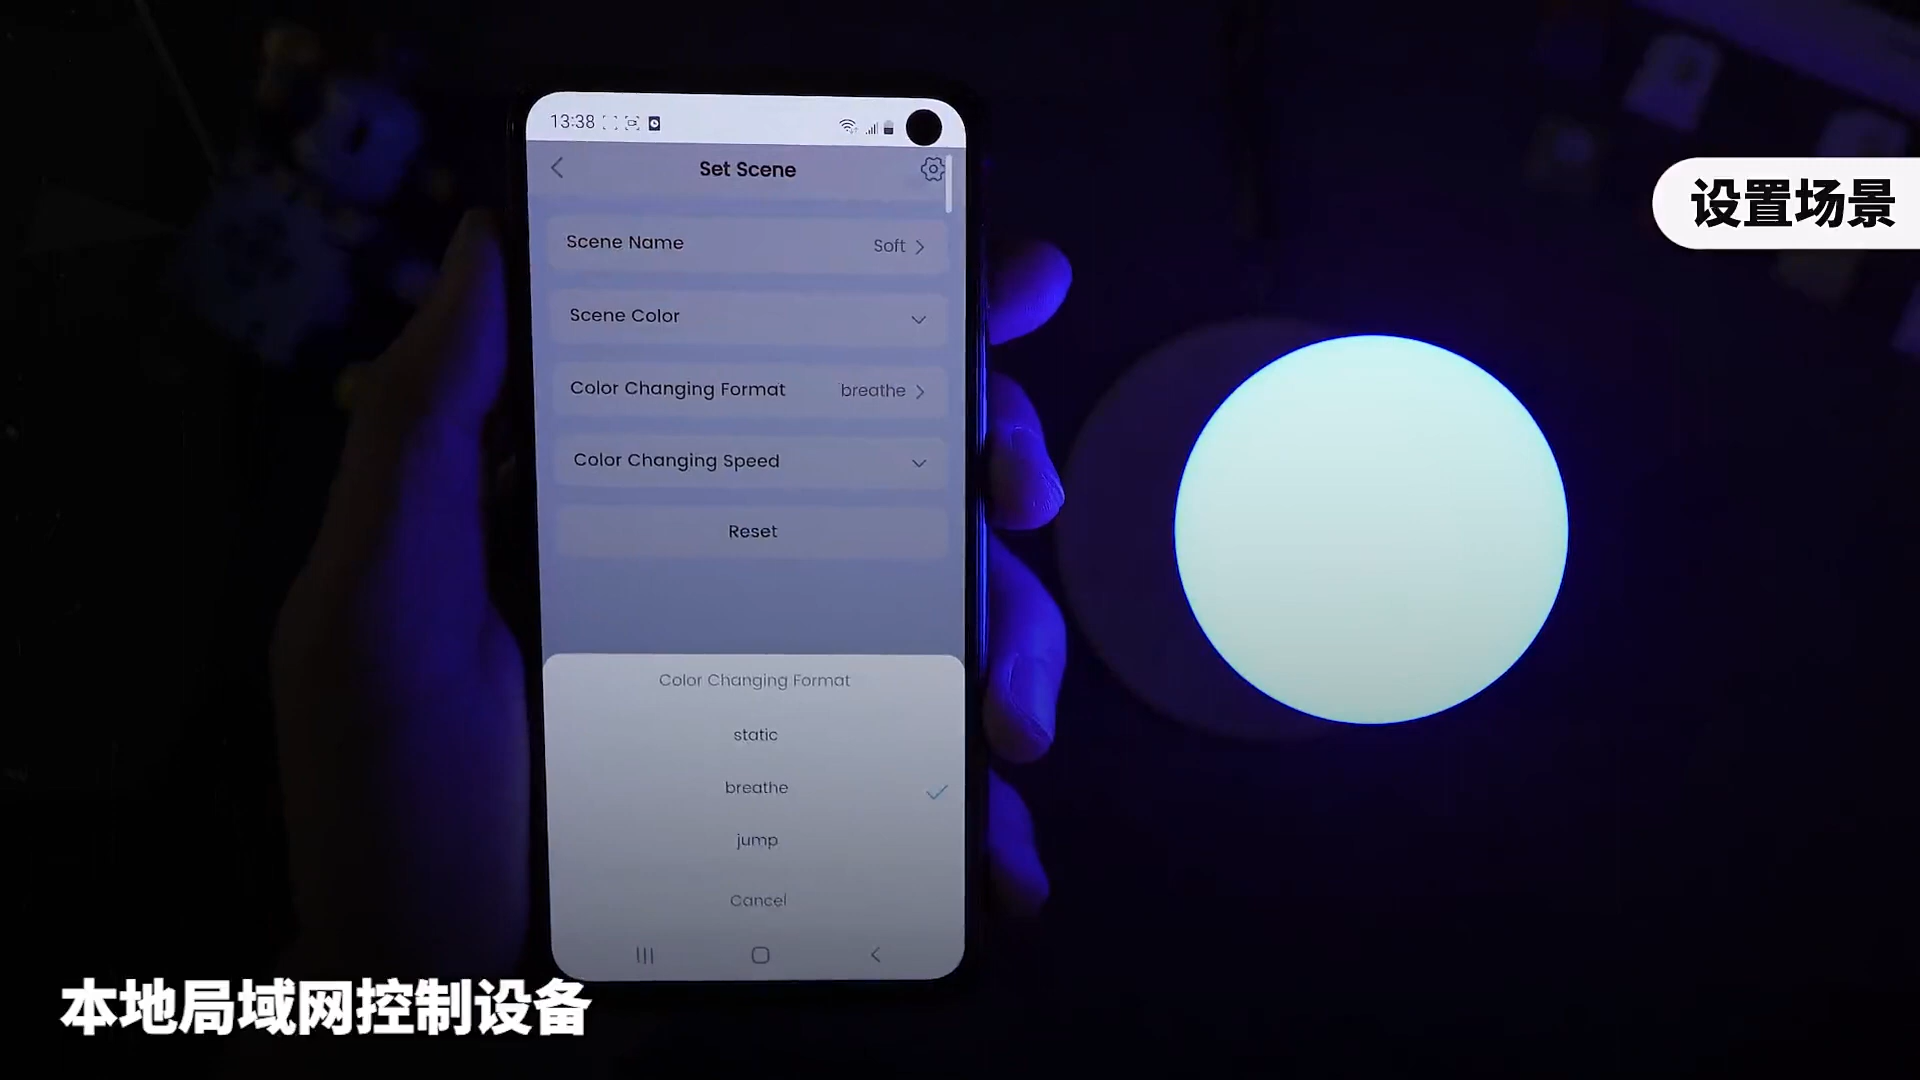 13:38
Set Scene
Scene Name Soft
Scene Color
Color Changing Format breathe
Color Changing Speed
Reset
Color Changing Format
static
breathe
jump
Cancel
设置场景
本地局域网控制设备